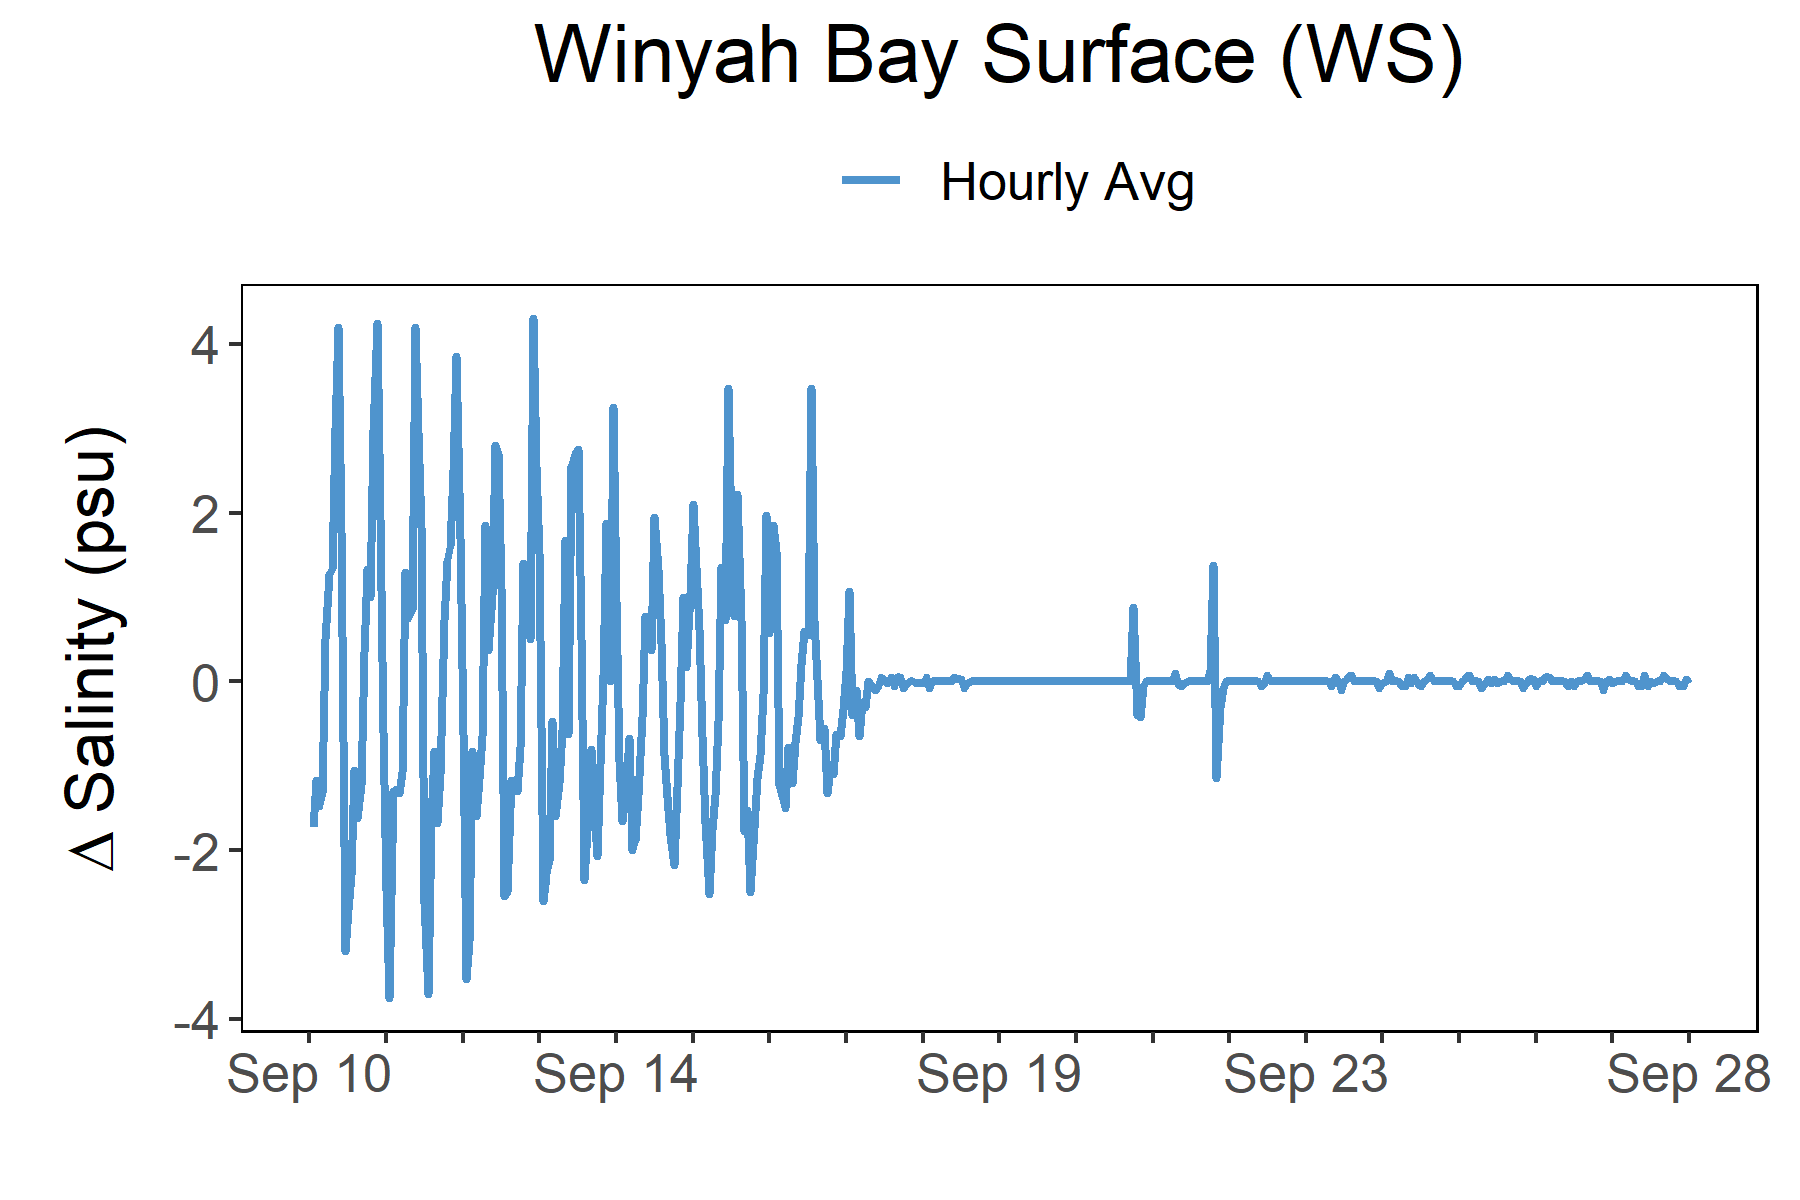 Winyah Bay Surface (WS)
Hourly Avg
Δ Salinity (psu)
4
2
0
-2
-4
Sep 10 Sep 14 Sep 19 Sep 23 Sep 28